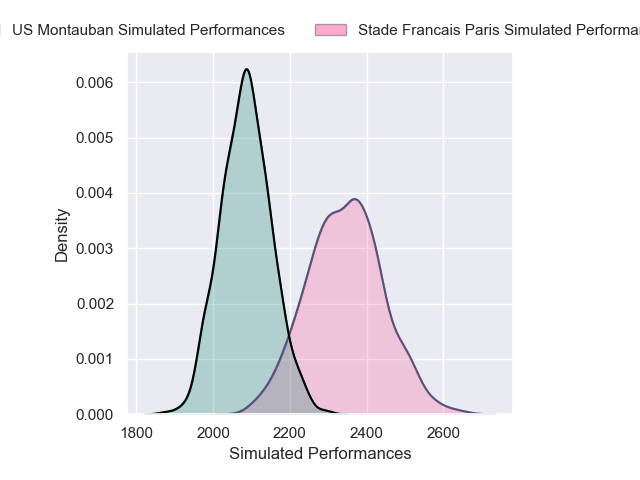 US Montauban Simulated Performances Stade Francais Paris Simulated
0.006
0.005
0.004
0.003
0.002
0.001
0.000
Density
1800 2000 2200 2400 2600
Simulated Performances